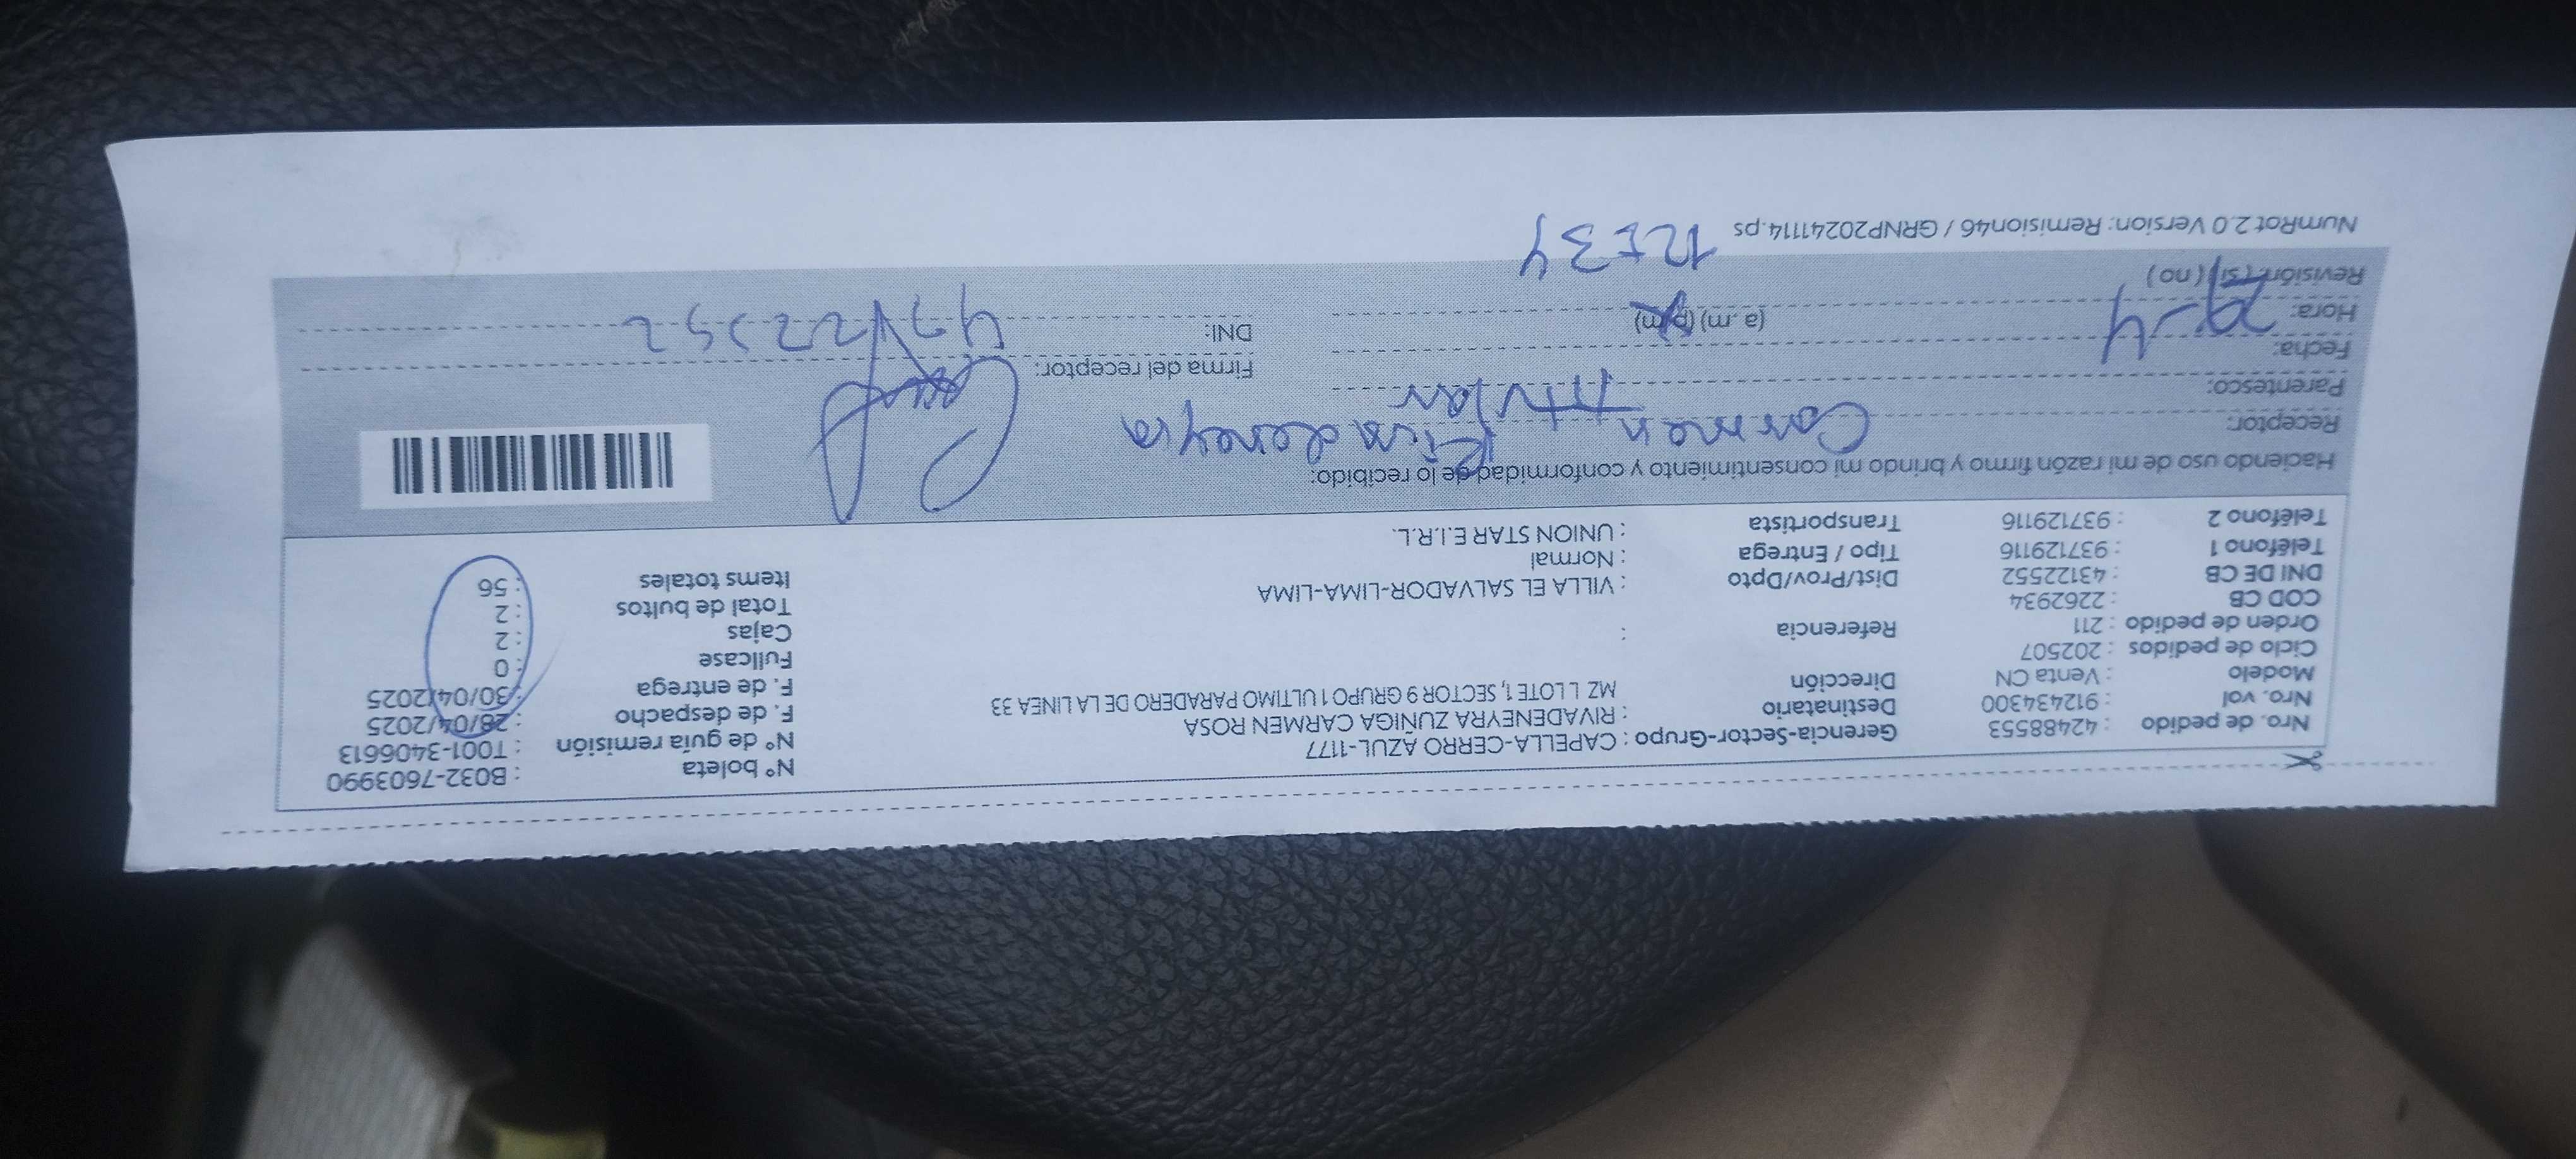 Nro. de pedido : 42488553 Gerencia-Sector-Grupo : CAPELLA-CERRO AZUL-1177 N° boleta : B032-7603990
Nro. vol : 912434300 Destinatario : RIVADENEYRA ZUÑIGA CARMEN ROSA N° de guía remisión : T001-3406613
Modelo : Venta CN Dirección MZ L LOTE 1, SECTOR 9 GRUPO 1 ULTIMO PARADERO DE LA LINEA 33 F. de despacho : 28/04/2025
Ciclo de pedidos : 202507 F. de entrega : 30/04/2025
Orden de pedido : 211 Referencia : Fullcase : 0
COD CB : 2262934 Cajas : 2
DNI DE CB : 43122552 Dist/Prov/Dpto : VILLA EL SALVADOR-LIMA-LIMA Total de bultos : 2
Teléfono 1 : 937129116 Tipo / Entrega : Normal Items totales : 56
Teléfono 2 : 937129116 Transportista : UNION STAR E.I.R.L.
Haciendo uso de mi razón firmo y brindo mi consentimiento y conformidad de lo recibido:
Receptor: Carmen
Parentesco: Titular Firma del receptor:
Fecha: 29-4
Hora: (a.m) (p.m) DNI:
Revisión: (si) (no) 12:34
NumRot 2.0 Version: Remision46 / GRNP20241114.ps